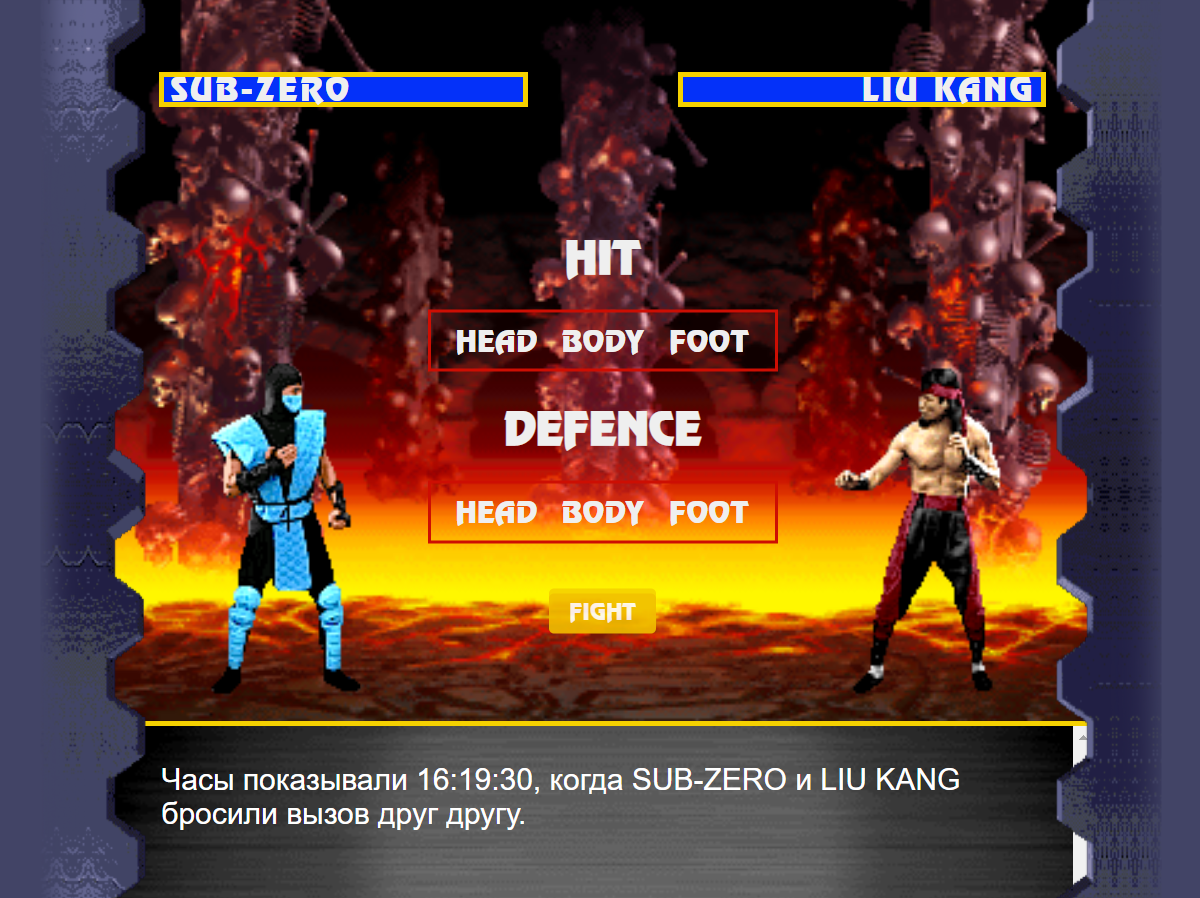 SUB-ZERO
LIU KANG
HIT
HEAD BODY FOOT
DEFENCE
HEAD BODY FOOT
FIGHT
Часы показывали 16:19:30, когда SUB-ZERO и LIU KANG
бросили вызов друг другу.